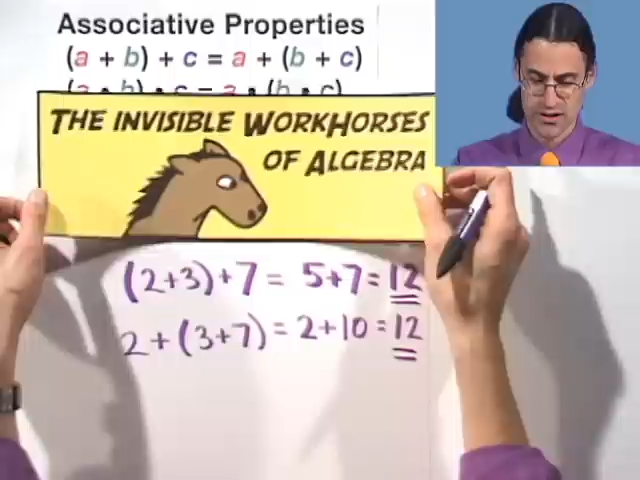 Associative Properties
(a + b) + c = a + (b + c)
(a • b) • c = a • (b • c)
THE INVISIBLE WORKHORSES
OF ALGEBRA
(2+3)+7 = 5+7=12
2+(3+7)=2+10=12